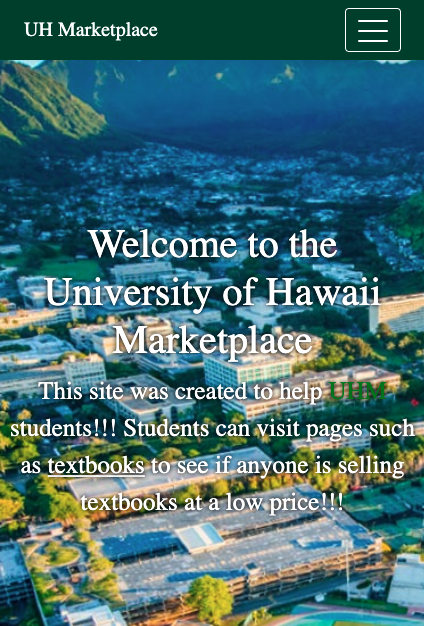 UH Marketplace
Welcome to the
University of Hawaii
Marketplace
This site was created to help UHM
students!!! Students can visit pages such
as textbooks to see if anyone is selling
textbooks at a low price!!!